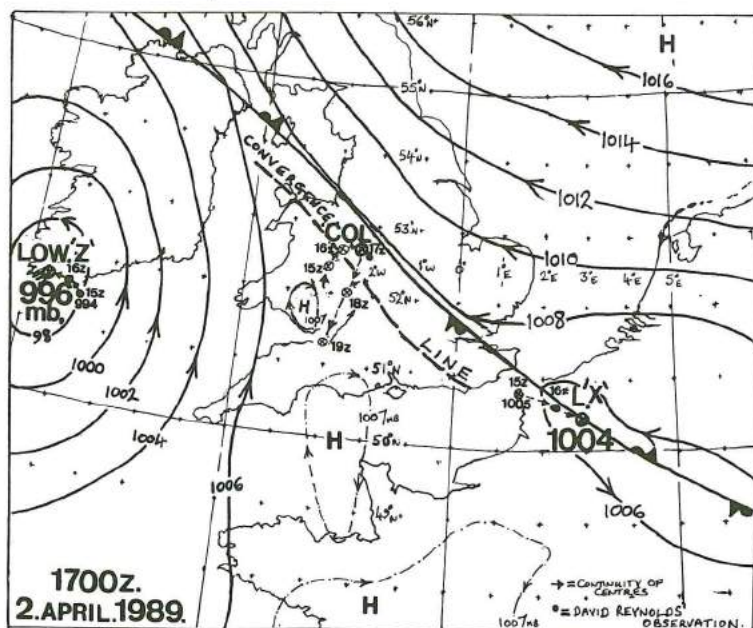 56°N
H
1016
55°N
1014
CONVERGENCE
54°N
1012
53°N
COL
16z
17z
1010
15z
2°W
1°W
0°
1°E
2°E
3°E
4°E
5°E
LOW 'Z'
16z
15z
994
996
mb.
98
H
1007
18z
52°N
1008
19z
LINE
1000
51°N
1002
1004
1007MB
15z
1005
16z
L 'X'
1004
H
50°N
1006
49°N
1006
1700Z.
2.APRIL.1989.
H
1007MB
→ = CONTINUITY OF
CENTRES
= DAVID REYNOLDS'
OBSERVATION.